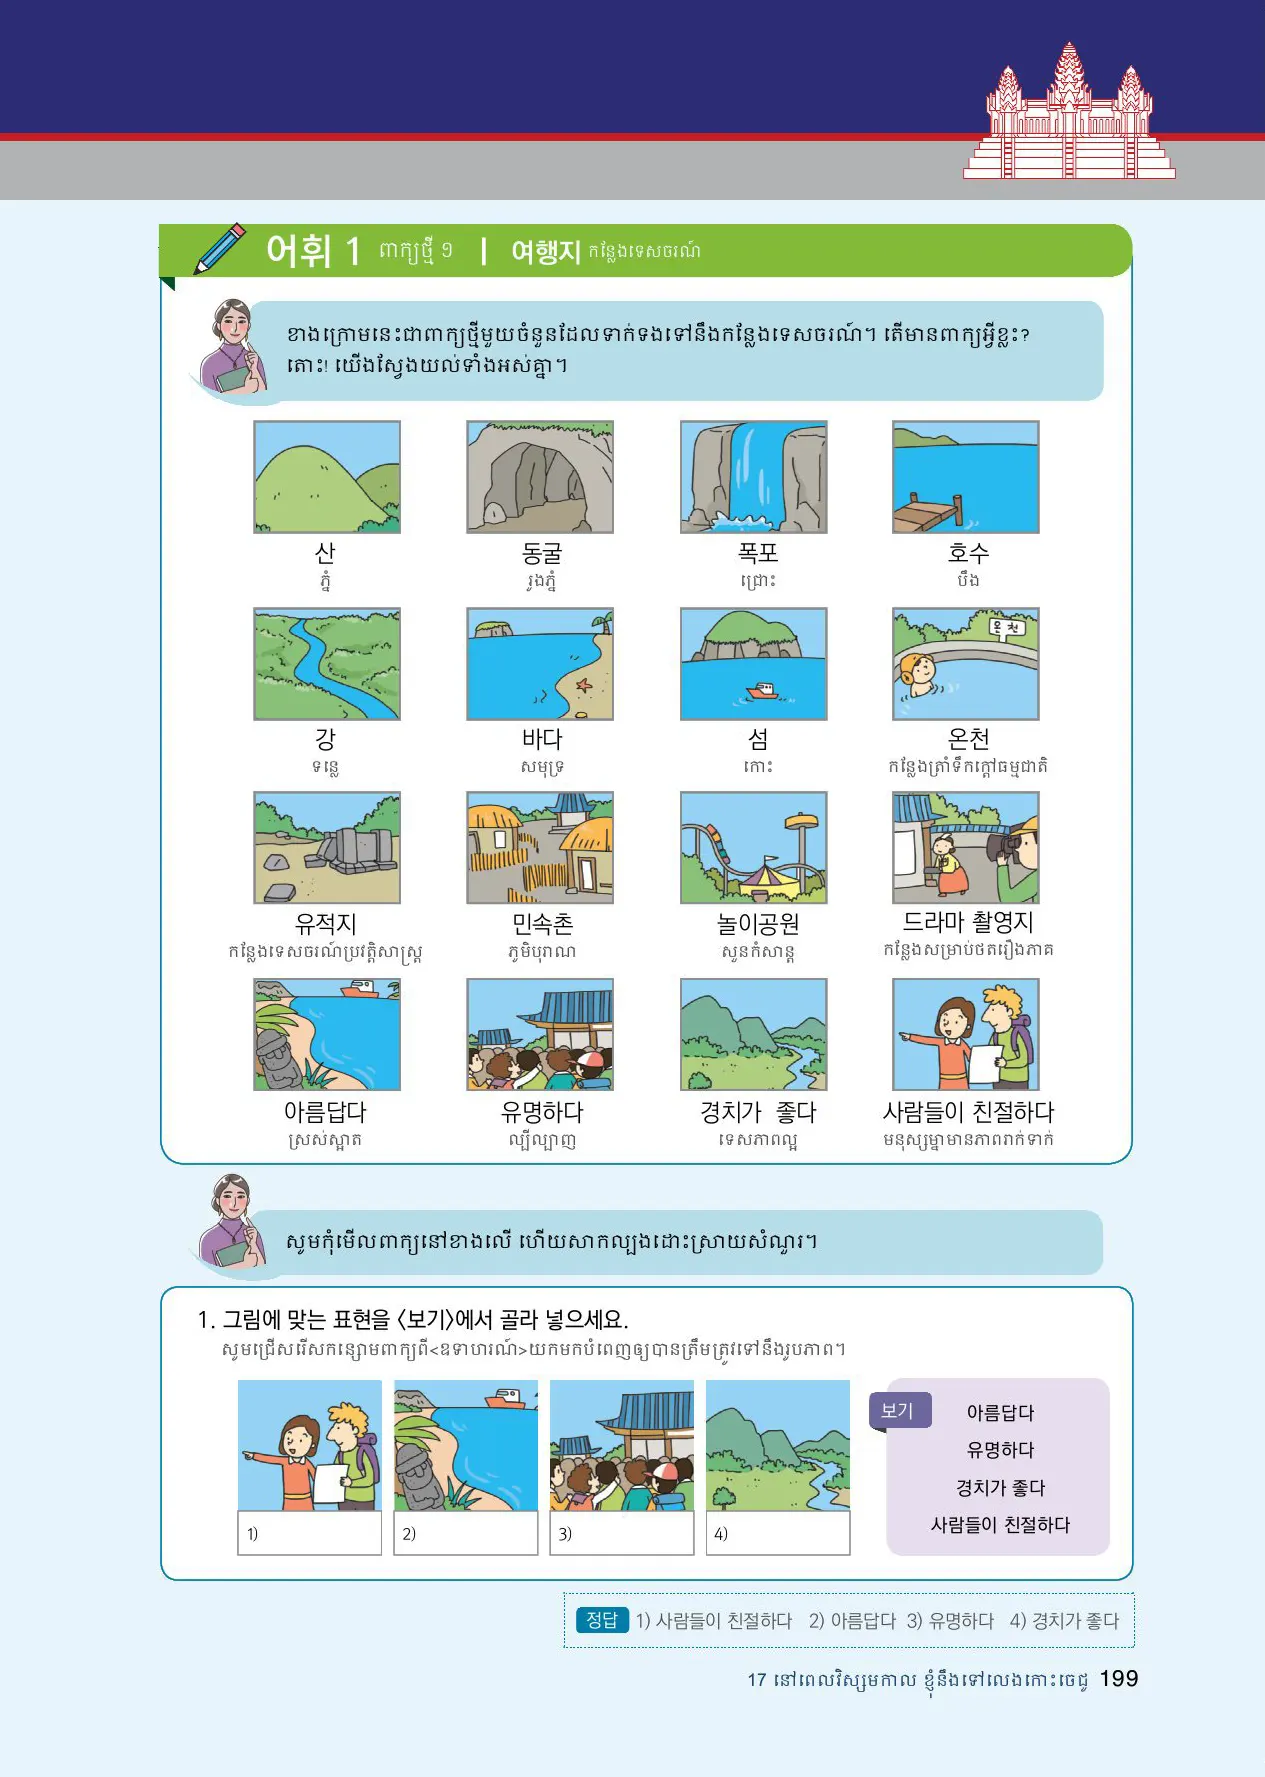 어휘 1 ពាក្យថ្មី ១ | 여행지 កន្លែងទេសចរណ៍
ខាងក្រោមនេះជាពាក្យថ្មីមួយចំនួនដែលទាក់ទងទៅនឹងកន្លែងទេសចរណ៍។ តើមានពាក្យអ្វីខ្លះ?
តោះ! យើងស្វែងយល់ទាំងអស់គ្នា។
산 동굴 폭포 호수
ភ្នំ រូងភ្នំ ជ្រោះ បឹង
온천
강 바다 섬 온천
ទន្លេ សមុទ្រ កោះ កន្លែងត្រាំទឹកក្តៅធម្មជាតិ
유적지 민속촌 놀이공원 드라마 촬영지
កន្លែងទេសចរណ៍ប្រវត្តិសាស្ត្រ ភូមិបុរាណ សួនកំសាន្ត កន្លែងសម្រាប់ថតរឿងភាគ
아름답다 유명하다 경치가 좋다 사람들이 친절하다
ស្រស់ស្អាត ល្បីល្បាញ ទេសភាពល្អ មនុស្សម្នាមានភាពរាក់ទាក់
សូមកុំមើលពាក្យនៅខាងលើ ហើយសាកល្បងដោះស្រាយសំណួរ។
1. 그림에 맞는 표현을 〈보기〉에서 골라 넣으세요.
សូមជ្រើសរើសកន្សោមពាក្យពី<ឧទាហរណ៍>យកមកបំពេញឲ្យបានត្រឹមត្រូវទៅនឹងរូបភាព។
보기
아름답다
유명하다
경치가 좋다
사람들이 친절하다
1) 2) 3) 4)
정답 1) 사람들이 친절하다 2) 아름답다 3) 유명하다 4) 경치가 좋다
17 នៅពេលវិស្សមកាល ខ្ញុំនឹងទៅលេងកោះចេជូ 199